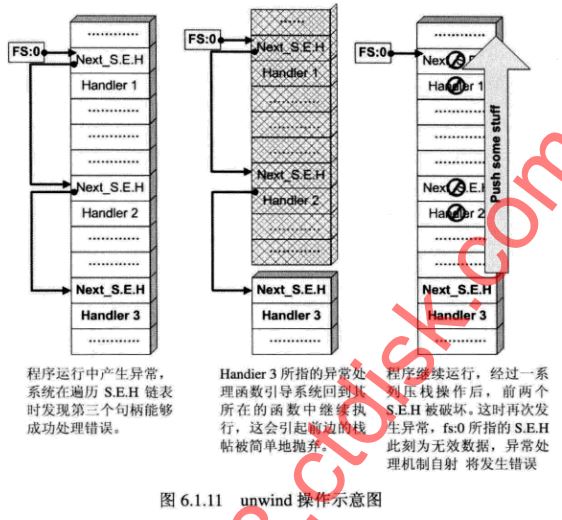 ............
FS:0
Next_S.E.H
Handler 1
............
............
............
Next_S.E.H
Handler 2
............
............
Next_S.E.H
Handler 3
............
程序运行中产生异常,
系统在遍历 S.E.H 链表
时发现第三个句柄能够
成功处理错误。
............
FS:0
Next_S.E.H
Handler 1
............
............
............
Next_S.E.H
Handler 2
............
............
Next_S.E.H
Handler 3
............
Handier 3 所指的异常处
理函数引导系统回到其
所在的函数中继续执
行，这会引起前边的栈
帖被简单地抛弃。
............
FS:0
Next_S.E.H
Handler 1
............
............
............
Next_S.E.H
Handler 2
............
............
Next_S.E.H
Handler 3
............
Push some stuff
程序继续运行，经过一系
列压栈操作后，前两个
S.E.H 被破坏。这时再次发
生异常，fs:0 所指的 S.E.H
此刻为无效数据，异常处
理机制自射 将发生错误
图 6.1.11 unwind 操作示意图
ctdisk.com